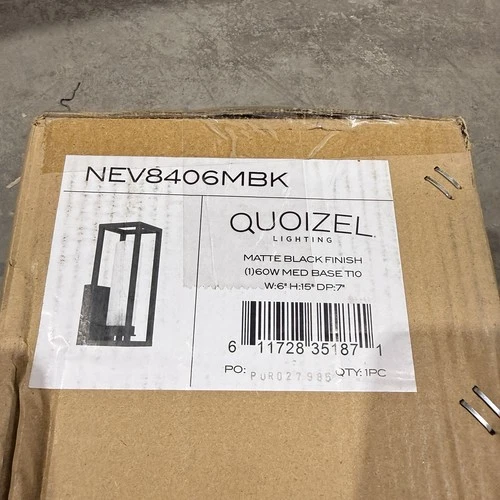 NEV8406MBK
QUOIZEL
LIGHTING
MATTE BLACK FINISH
(1)60W MED BASE T10
W:6" H:15" DP:7"
6 11728 35187 1
PO: PUR027986 QTY: 1PC